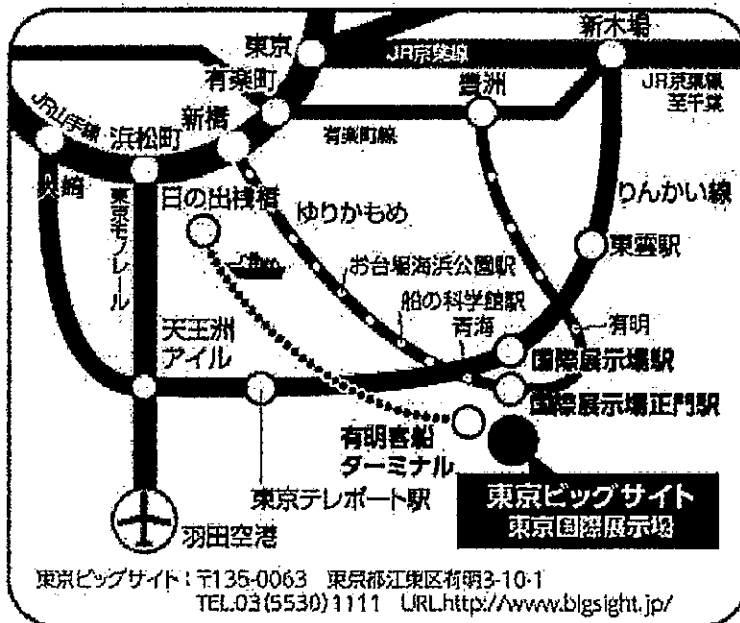 新木場
東京
JR京葉線
有楽町
豊洲
JR京葉線
至千葉
JR山手線
新橋
浜松町
有楽町線
大崎
日の出桟橋
東京モノレール
ゆりかもめ
りんかい線
東雲駅
お台場海浜公園駅
船の科学館駅
青海
有明
天王洲
アイル
国際展示場駅
国際展示場正門駅
有明客船
ターミナル
東京テレポート駅
東京ビッグサイト
東京国際展示場
羽田空港
東京ビッグサイト:〒135-0063 東京都江東区有明3-10-1
TEL.03(5530)1111 URL.http://www.bigsight.jp/